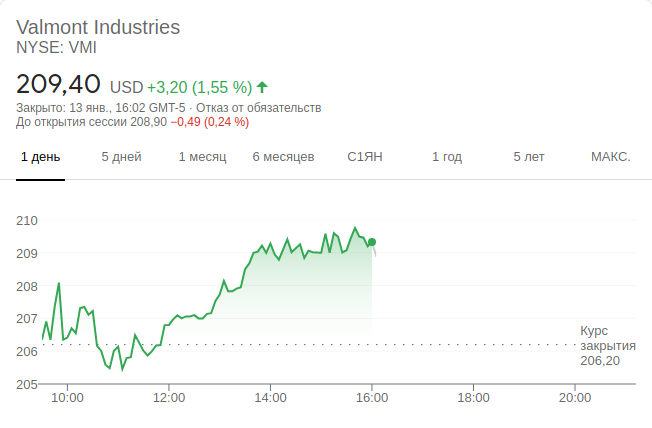 Valmont Industries
NYSE: VMI
209,40 USD +3,20 (1,55 %)
Закрыто: 13 янв., 16:02 GMT-5 · Отказ от обязательств
До открытия сессии 208,90 −0,49 (0,24 %)
1 день 5 дней 1 месяц 6 месяцев С1ЯН 1 год 5 лет МАКС.
210
209
208
207
206
205
Курс
закрытия
206,20
10:00 12:00 14:00 16:00 18:00 20:00